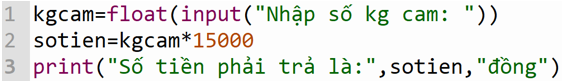 1 kgcam=float(input("Nhập số kg cam: "))
2 sotien=kgcam*15000
3 print("Số tiền phải trả là:",sotien,"đồng")